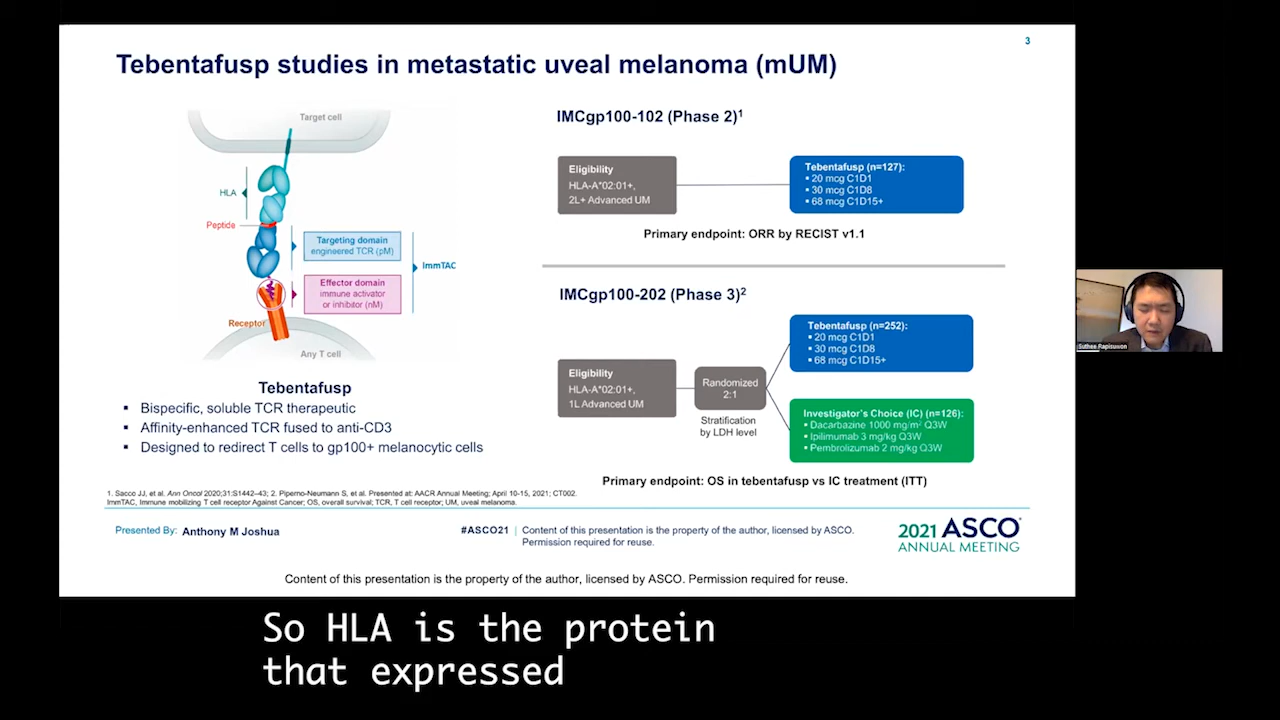 3
Tebentafusp studies in metastatic uveal melanoma (mUM)
Target cell
HLA
Peptide
Targeting domain
engineered TCR (pM)
ImmTAC
Effector domain
immune activator
or inhibitor (nM)
Receptor
Any T cell
Tebentafusp
▪ Bispecific, soluble TCR therapeutic
▪ Affinity-enhanced TCR fused to anti-CD3
▪ Designed to redirect T cells to gp100+ melanocytic cells
IMCgp100-102 (Phase 2)¹
Eligibility
HLA-A*02:01+,
2L+ Advanced UM
Tebentafusp (n=127):
▪ 20 mcg C1D1
▪ 30 mcg C1D8
▪ 68 mcg C1D15+
Primary endpoint: ORR by RECIST v1.1
IMCgp100-202 (Phase 3)²
Eligibility
HLA-A*02:01+,
1L Advanced UM
Randomized
2:1
Stratification
by LDH level
Tebentafusp (n=252):
▪ 20 mcg C1D1
▪ 30 mcg C1D8
▪ 68 mcg C1D15+
Investigator's Choice (IC) (n=126):
▪ Dacarbazine 1000 mg/m² Q3W
▪ Ipilimumab 3 mg/kg Q3W
▪ Pembrolizumab 2 mg/kg Q3W
Primary endpoint: OS in tebentafusp vs IC treatment (ITT)
1. Sacco JJ, et al. Ann Oncol 2020;31:S1442–43; 2. Piperno-Neumann S, et al. Presented at: AACR Annual Meeting; April 10-15, 2021; CT002.
ImmTAC, Immune mobilizing T cell receptor Against Cancer; OS, overall survival; TCR, T cell receptor; UM, uveal melanoma.
Presented By: Anthony M Joshua
#ASCO21 | Content of this presentation is the property of the author, licensed by ASCO.
Permission required for reuse.
2021 ASCO®
ANNUAL MEETING
Content of this presentation is the property of the author, licensed by ASCO. Permission required for reuse.
Suthee Rapisuwon
So HLA is the protein
that expressed